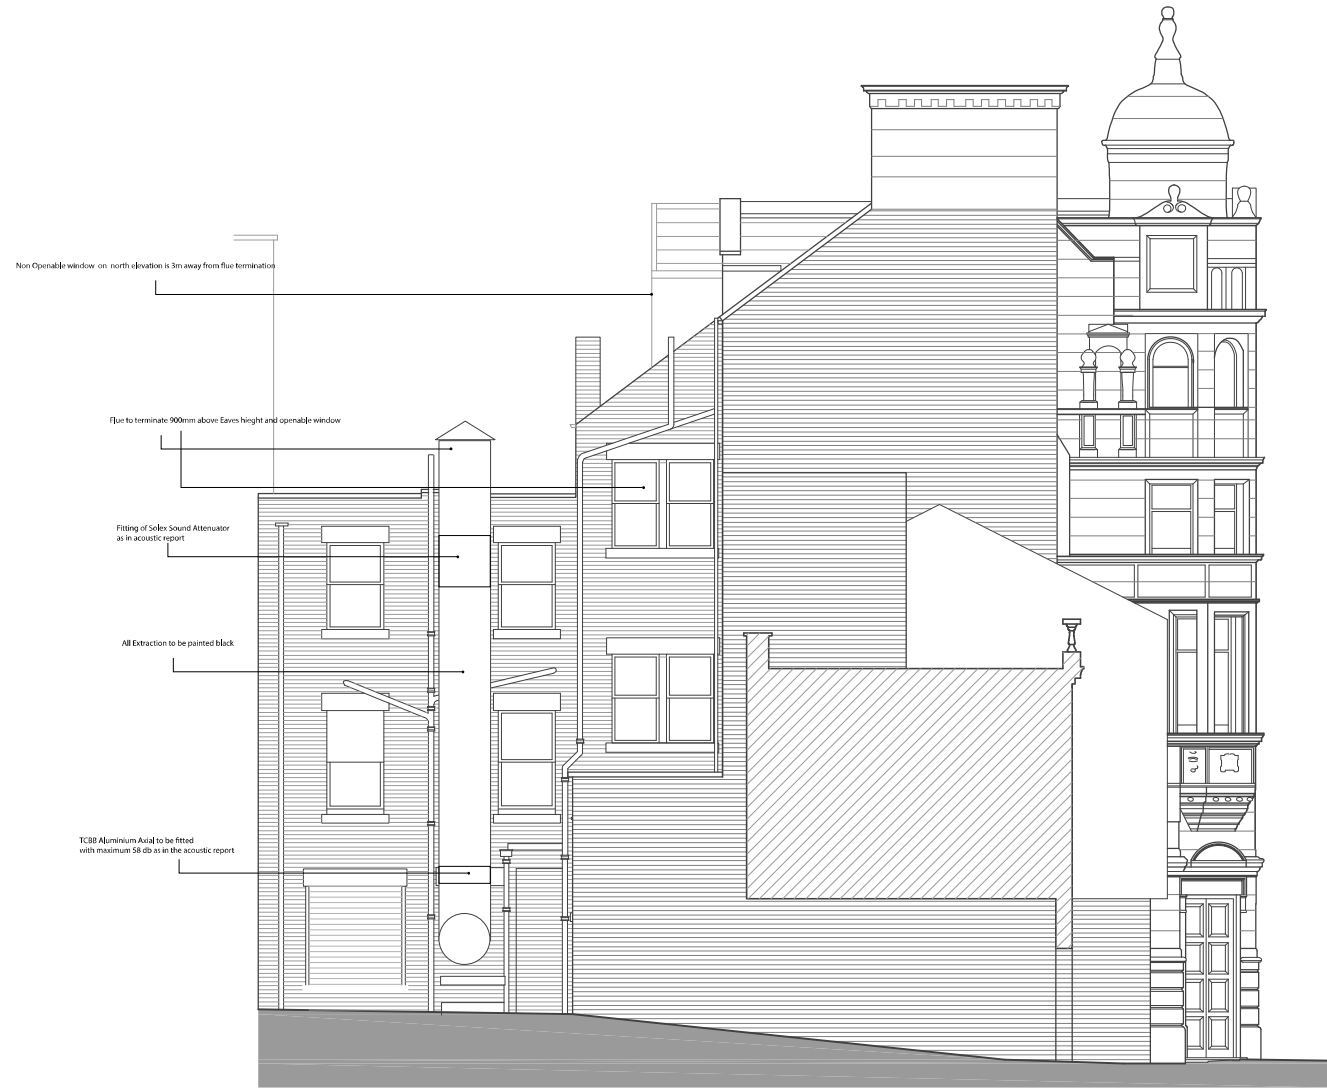 Non Openable window on north elevation is 3m away from flue termination
Flue to terminate 900mm above Eaves hieght and openable window
Fitting of Solex Sound Attenuator
as in acoustic report
All Extraction to be painted black
TCBB Aluminium Axial to be fitted
with maximum 58 db as in the acoustic report